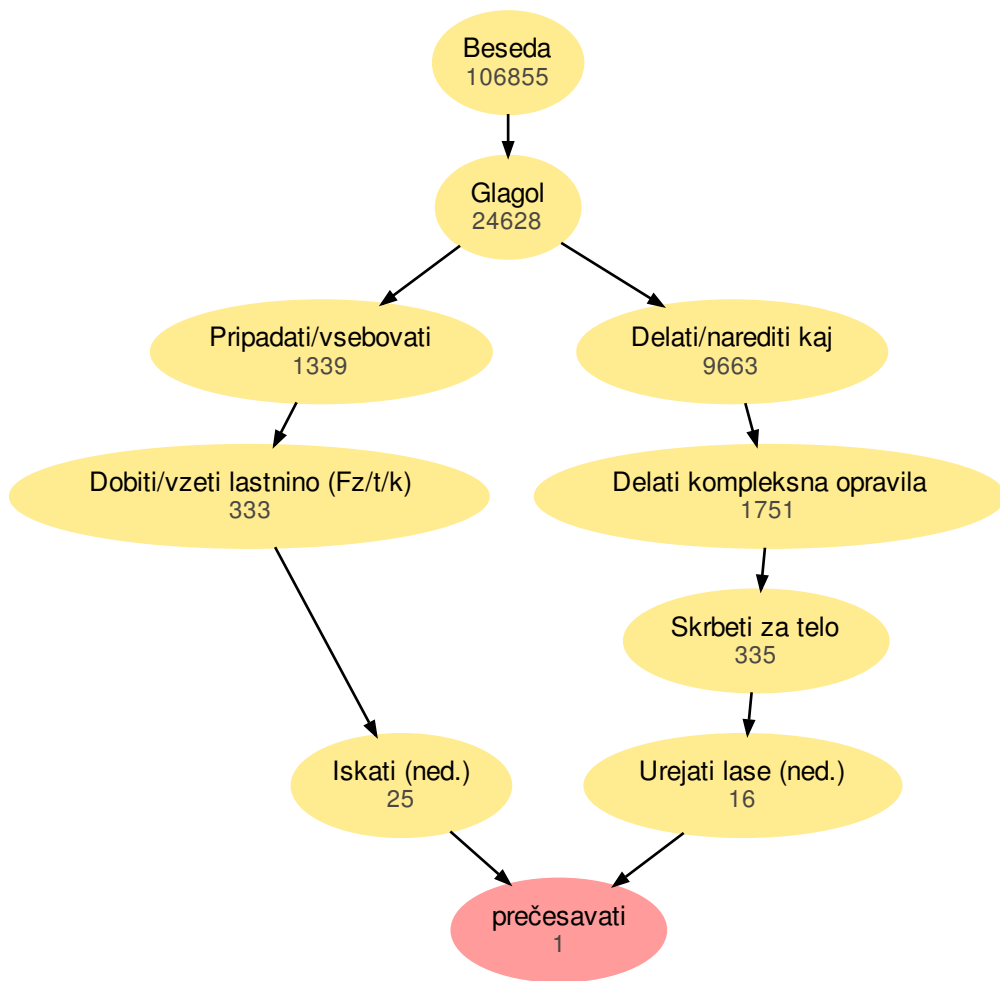 Beseda
106855
Glagol
24628
Pripadati/vsebovati
1339
Delati/narediti kaj
9663
Dobiti/vzeti lastnino (Fz/t/k)
333
Delati kompleksna opravila
1751
Skrbeti za telo
335
Iskati (ned.)
25
Urejati lase (ned.)
16
prečesavati
1